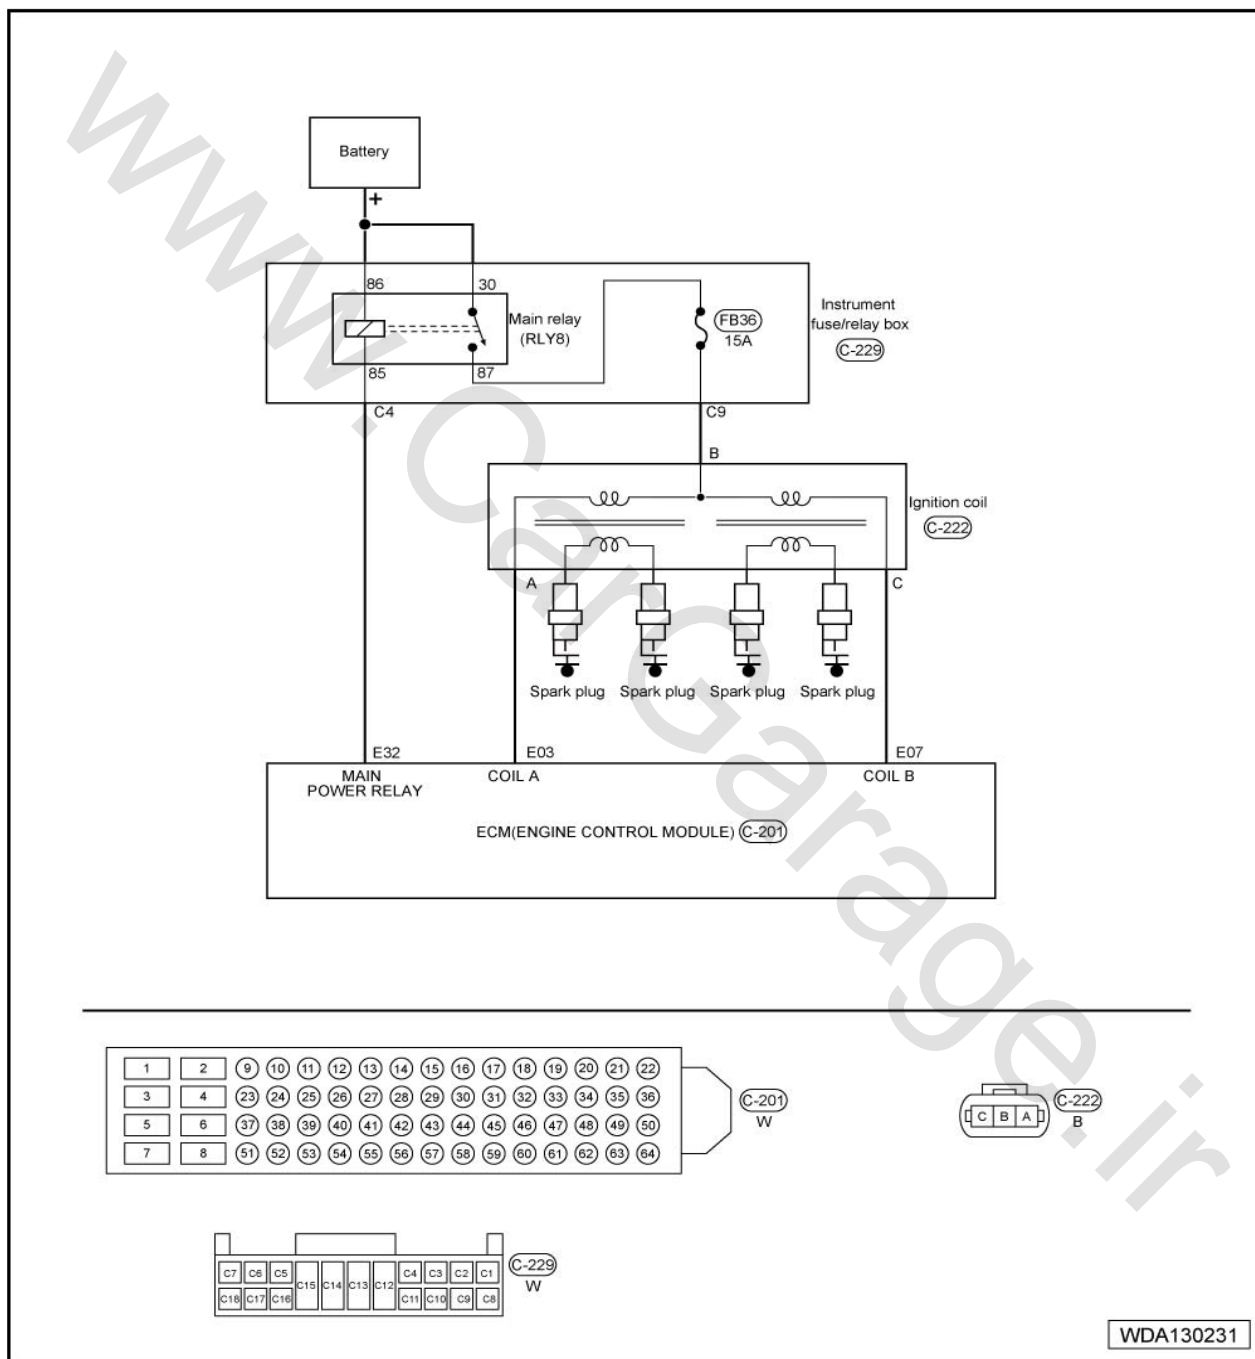 www.CarGarage.ir
Battery
+
86
30
Main relay
(RLY8)
85
87
FB36
15A
Instrument
fuse/relay box
C-229
C4
C9
B
Ignition coil
C-222
A
C
Spark plug Spark plug Spark plug Spark plug
E32
E03
E07
MAIN
POWER RELAY
COIL A
COIL B
ECM(ENGINE CONTROL MODULE) C-201
1 2 9 10 11 12 13 14 15 16 17 18 19 20 21 22
3 4 23 24 25 26 27 28 29 30 31 32 33 34 35 36
5 6 37 38 39 40 41 42 43 44 45 46 47 48 49 50
7 8 51 52 53 54 55 56 57 58 59 60 61 62 63 64
C-201
W
C B A
C-222
B
C7 C6 C5 C15 C14 C13 C12 C4 C3 C2 C1
C18 C17 C16 C11 C10 C9 C8
C-229
W
WDA130231